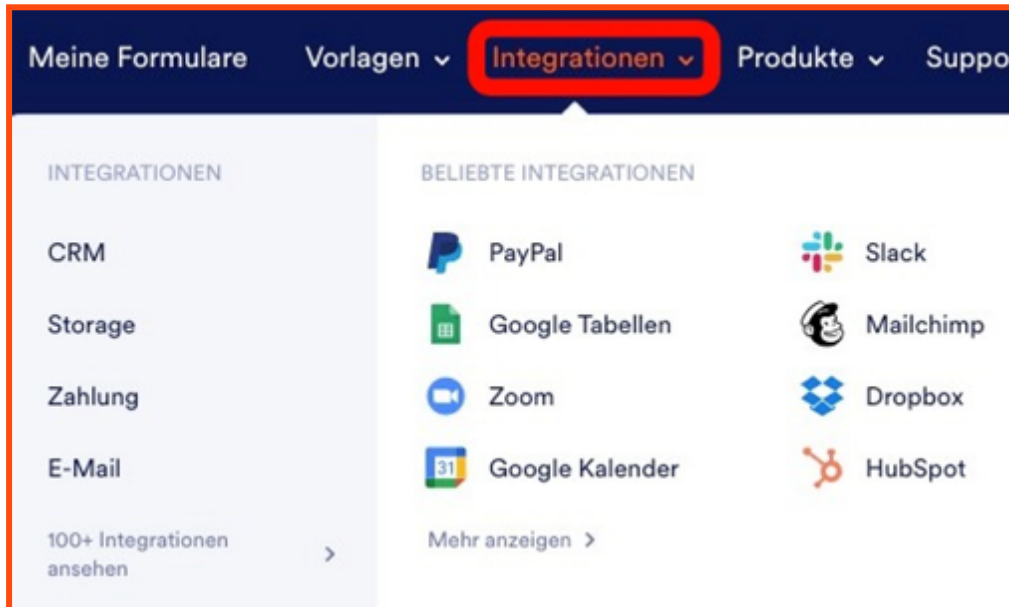 Meine Formulare Vorlagen Integrationen Produkte Suppo
INTEGRATIONEN
CRM
Storage
Zahlung
E-Mail
100+ Integrationen
ansehen
BELIEBTE INTEGRATIONEN
PayPal Slack
Google Tabellen Mailchimp
Zoom Dropbox
31 Google Kalender HubSpot
Mehr anzeigen